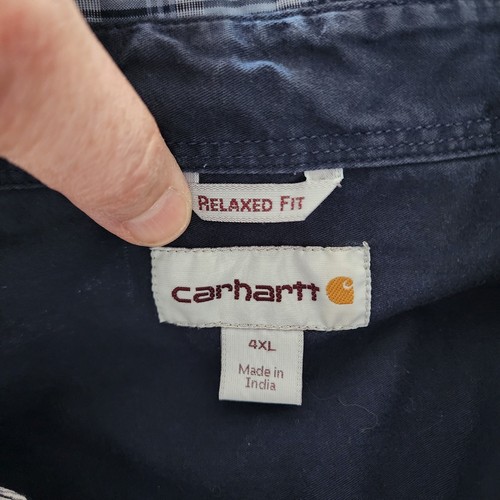 RELAXED FIT
carhartt
4XL
Made in
India